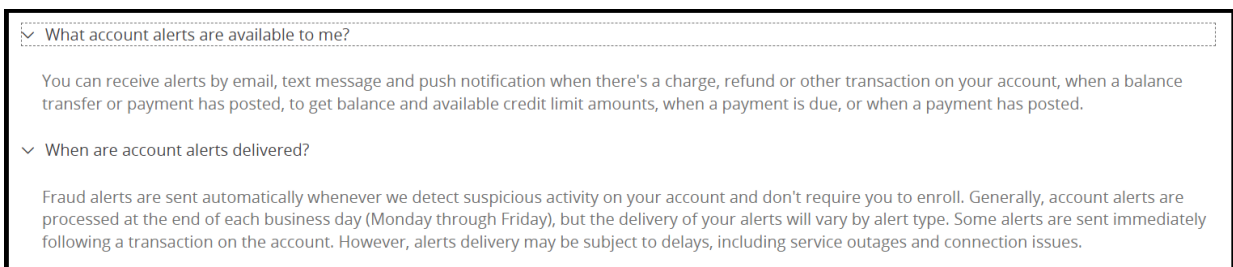 What account alerts are available to me?
You can receive alerts by email, text message and push notification when there's a charge, refund or other transaction on your account, when a balance
transfer or payment has posted, to get balance and available credit limit amounts, when a payment is due, or when a payment has posted.
When are account alerts delivered?
Fraud alerts are sent automatically whenever we detect suspicious activity on your account and don't require you to enroll. Generally, account alerts are
processed at the end of each business day (Monday through Friday), but the delivery of your alerts will vary by alert type. Some alerts are sent immediately
following a transaction on the account. However, alerts delivery may be subject to delays, including service outages and connection issues.